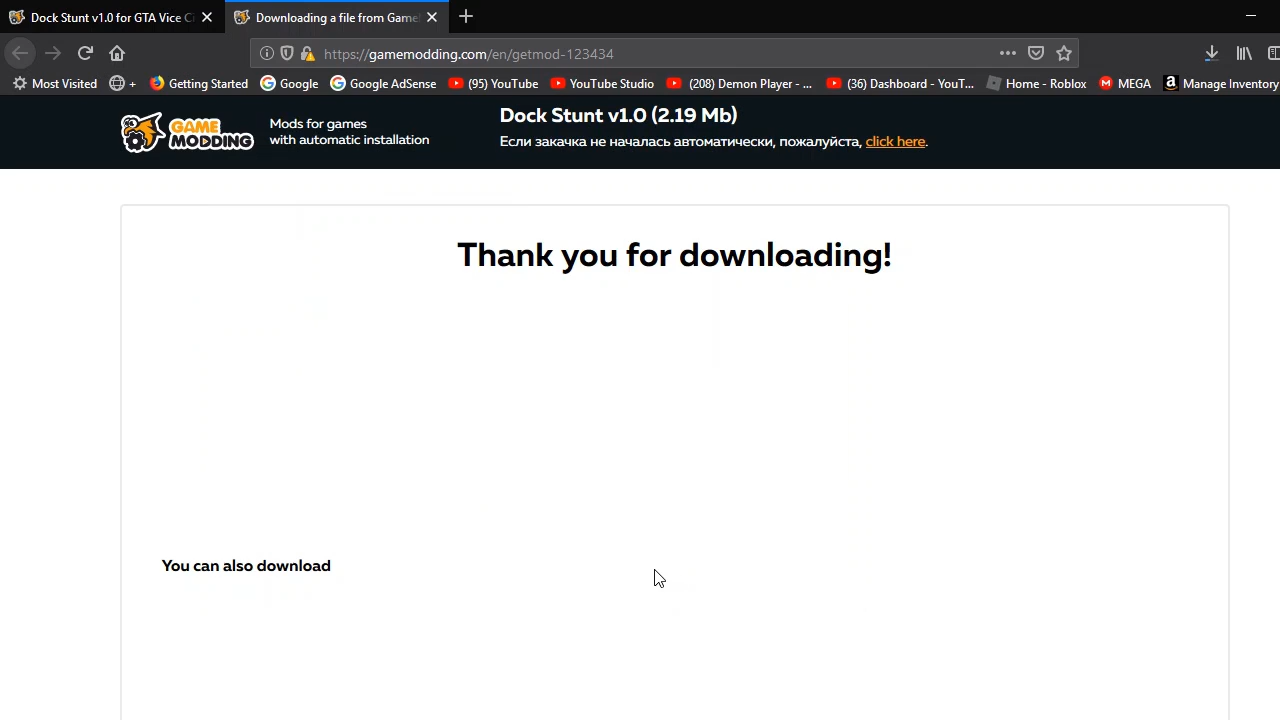 Dock Stunt v1.0 for GTA Vice Ci
Downloading a file from Game
https://gamemodding.com/en/getmod-123434
Most Visited
+
Getting Started
Google
Google AdSense
(95) YouTube
YouTube Studio
(208) Demon Player - ...
(36) Dashboard - YouT...
Home - Roblox
MEGA
Manage Inventory
GAME
MODDING
Mods for games
with automatic installation
Dock Stunt v1.0 (2.19 Mb)
Если закачка не началась автоматически, пожалуйста, click here.
Thank you for downloading!
You can also download